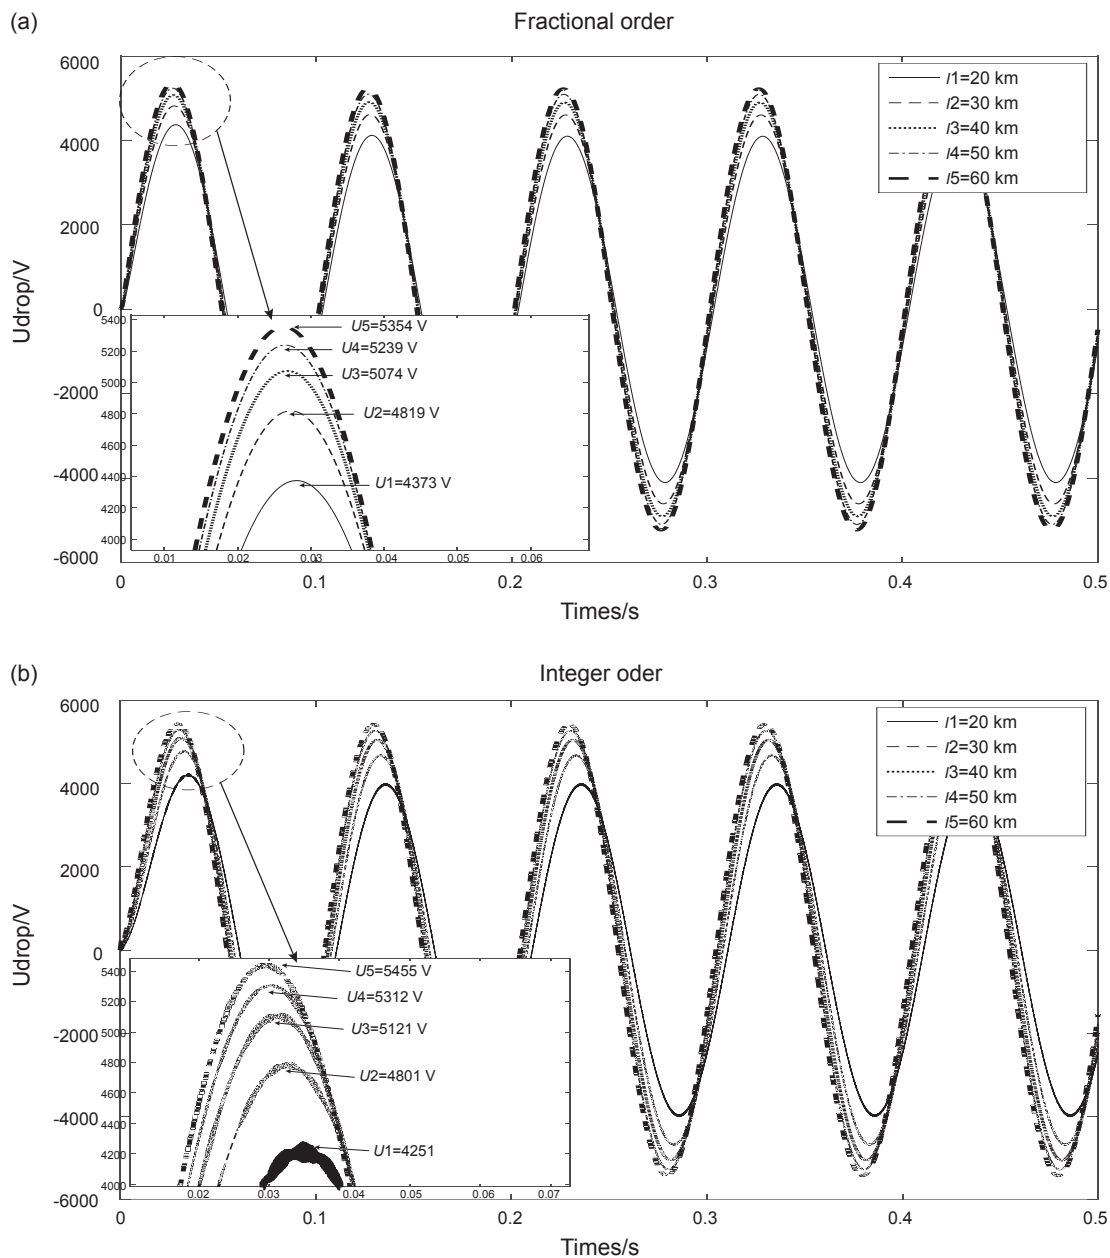 (a)
Fractional order
6000
4000
2000
0
-2000
-4000
-6000
Udrop/V
l1=20 km
l2=30 km
l3=40 km
l4=50 km
l5=60 km
5400
5200
5000
4800
4600
4400
4200
4000
U5=5354 V
U4=5239 V
U3=5074 V
U2=4819 V
U1=4373 V
0.01 0.02 0.03 0.04 0.05 0.06
0 0.1 0.2 0.3 0.4 0.5
Times/s
(b)
Integer oder
6000
4000
2000
0
-2000
-4000
-6000
Udrop/V
l1=20 km
l2=30 km
l3=40 km
l4=50 km
l5=60 km
5400
5200
5000
4800
4600
4400
4200
4000
U5=5455 V
U4=5312 V
U3=5121 V
U2=4801 V
U1=4251
0.02 0.03 0.04 0.05 0.06 0.07
0 0.1 0.2 0.3 0.4 0.5
Times/s